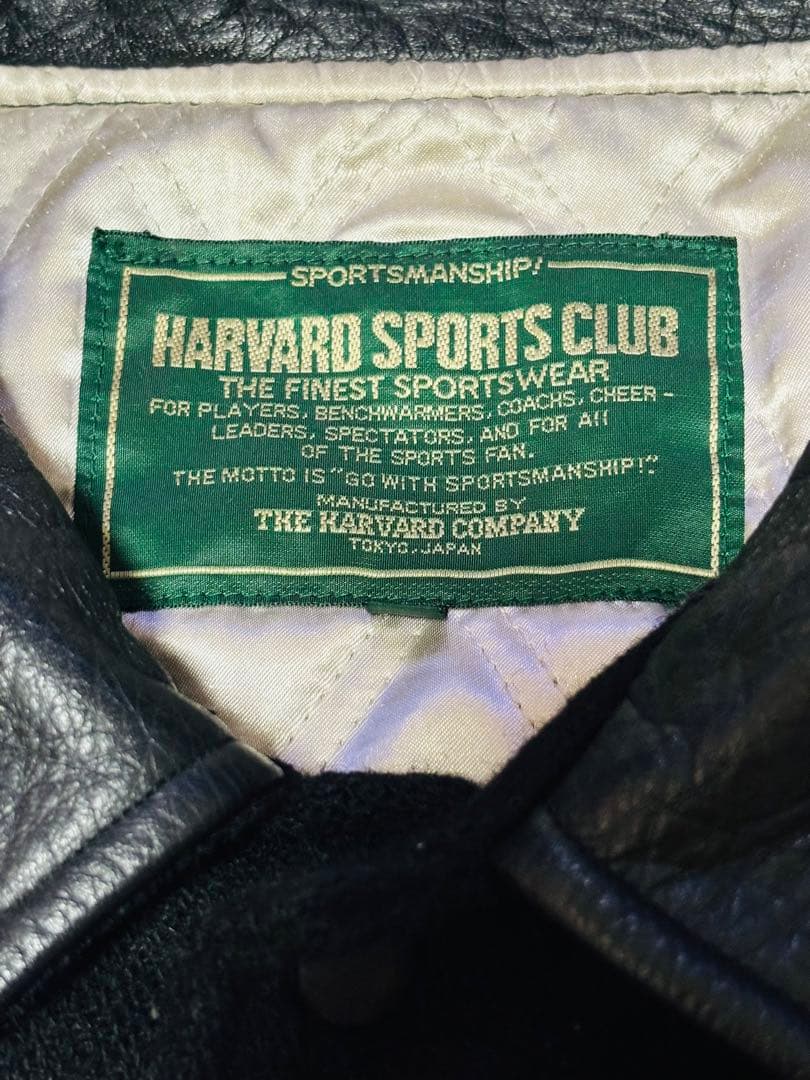 SPORTSMANSHIP!
HARVARD SPORTS CLUB
THE FINEST SPORTSWEAR
FOR PLAYERS, BENCHWARMERS, COACHS, CHEER-
LEADERS, SPECTATORS, AND FOR All
OF THE SPORTS FAN.
THE MOTTO IS "GO WITH SPORTSMANSHIP!"
MANUFACTURED BY
THE HARVARD COMPANY
TOKYO, JAPAN